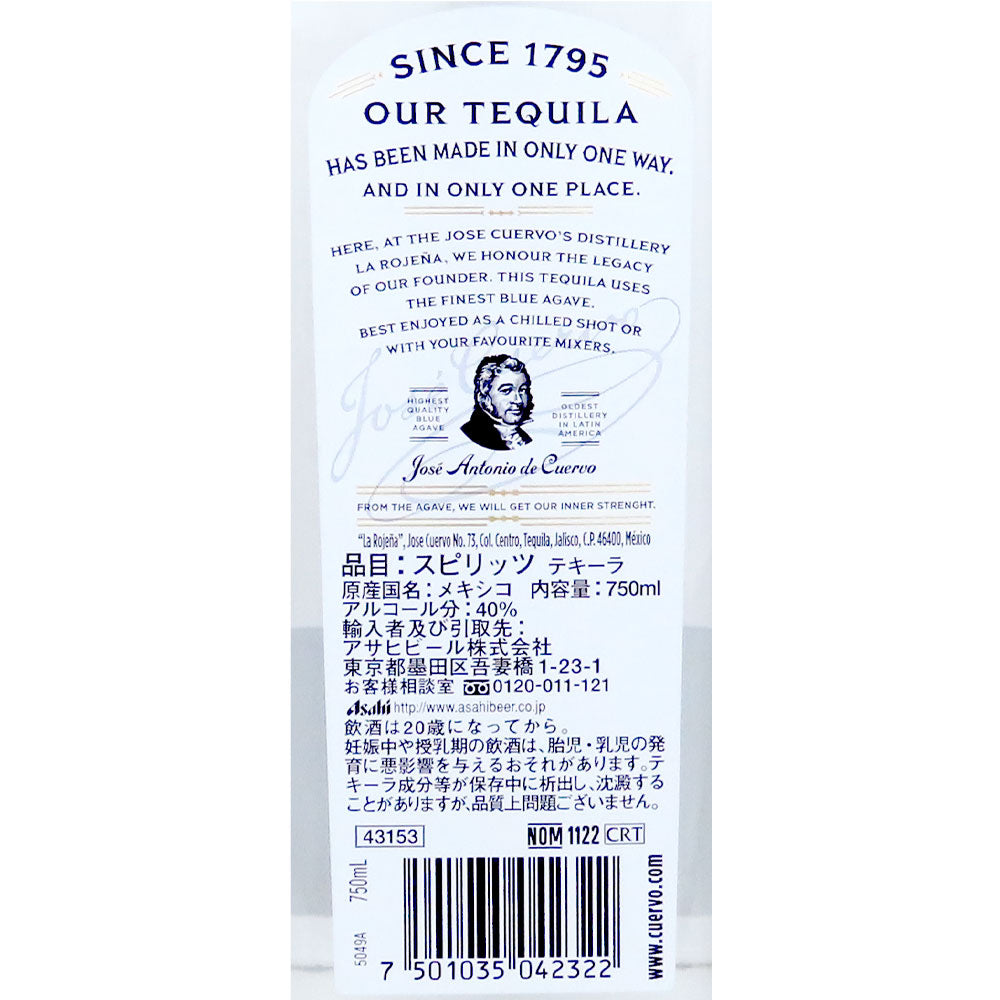 SINCE 1795
OUR TEQUILA
HAS BEEN MADE IN ONLY ONE WAY.
AND IN ONLY ONE PLACE.
HERE, AT THE JOSE CUERVO'S DISTILLERY
LA ROJEÑA, WE HONOUR THE LEGACY
OF OUR FOUNDER. THIS TEQUILA USES
THE FINEST BLUE AGAVE.
BEST ENJOYED AS A CHILLED SHOT OR
WITH YOUR FAVOURITE MIXERS.
José Cuervo
HIGHEST
QUALITY
BLUE
AGAVE
OLDEST
DISTILLERY
IN LATIN
AMERICA
José Antonio de Cuervo
FROM THE AGAVE, WE WILL GET OUR INNER STRENGHT.
"La Rojeña", Jose Cuervo No. 73, Col. Centro, Tequila, Jalisco, C.P. 46400, México
品目：スピリッツ テキーラ
原産国名：メキシコ 内容量：750ml
アルコール分：40%
輸入者及び引取先：
アサヒビール株式会社
東京都墨田区吾妻橋1-23-1
お客様相談室 0120-011-121
Asahi http://www.asahibeer.co.jp
飲酒は20歳になってから。
妊娠中や授乳期の飲酒は、胎児・乳児の発
育に悪影響を与えるおそれがあります。テ
キーラ成分等が保存中に析出し、沈澱する
ことがありますが、品質上問題ございません。
43153 NOM 1122 CRT
5049A 750mL
7 501035 042322
www.cuervo.com